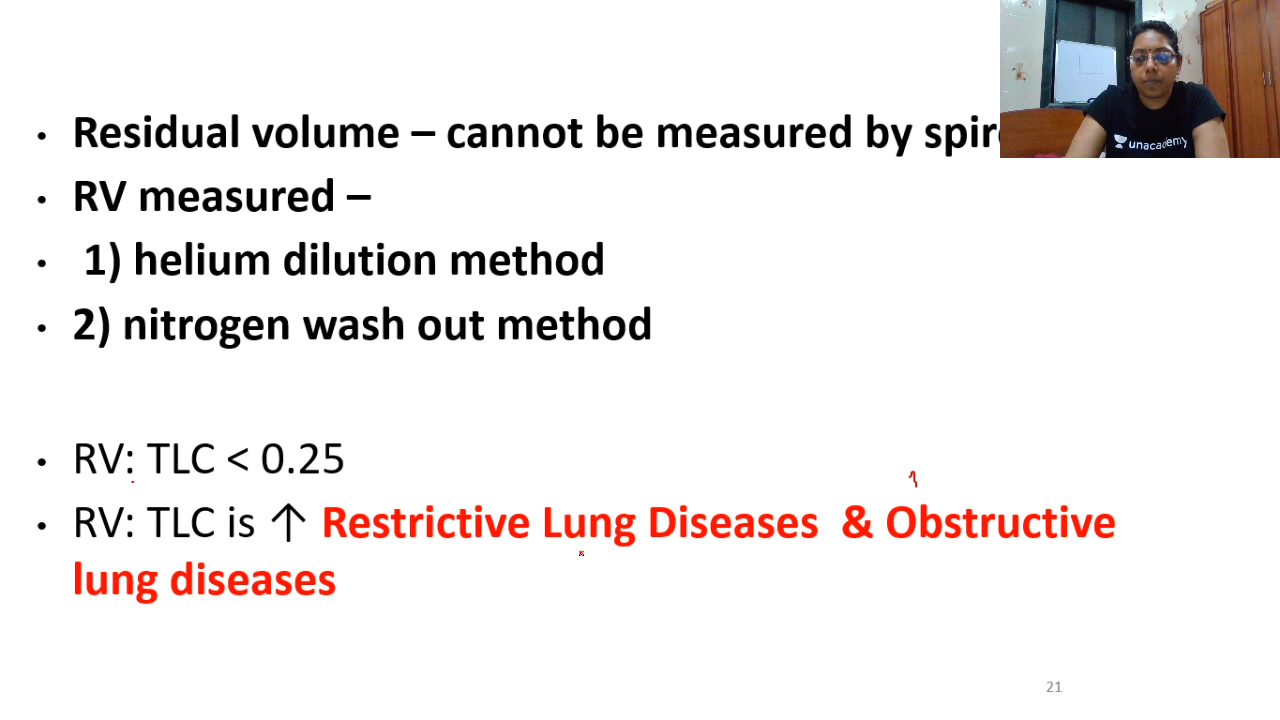 • Residual volume – cannot be measured by
• RV measured –
• 1) helium dilution method
• 2) nitrogen wash out method
• RV: TLC < 0.25
• RV: TLC is ↑ Restrictive Lung Diseases & Obstructive
lung diseases
unacademy
21